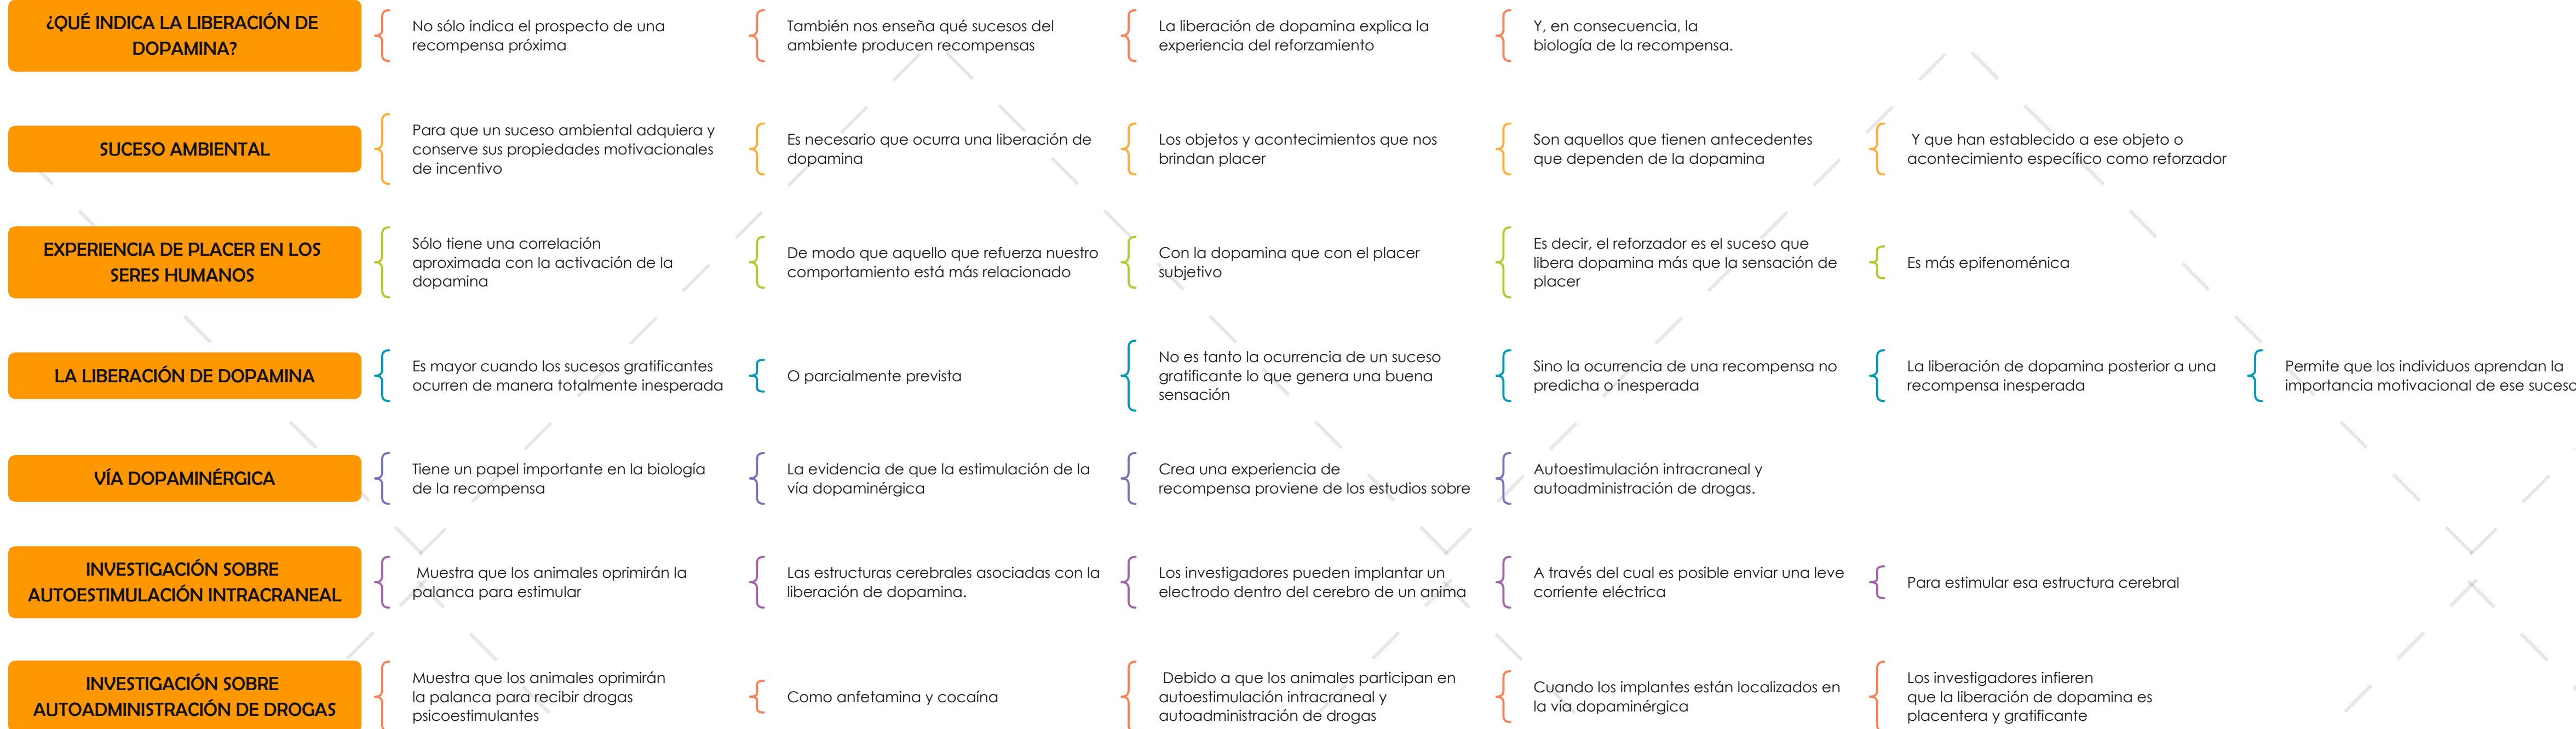 ¿QUÉ INDICA LA LIBERACIÓN DE
DOPAMINA?
No sólo indica el prospecto de una
recompensa próxima
También nos enseña qué sucesos del
ambiente producen recompensas
La liberación de dopamina explica la
experiencia del reforzamiento
Y, en consecuencia, la
biología de la recompensa.
SUCESO AMBIENTAL
Para que un suceso ambiental adquiera y
conserve sus propiedades motivacionales
de incentivo
Es necesario que ocurra una liberación de
dopamina
Los objetos y acontecimientos que nos
brindan placer
Son aquellos que tienen antecedentes
que dependen de la dopamina
Y que han establecido a ese objeto o
acontecimiento específico como reforzador
EXPERIENCIA DE PLACER EN LOS
SERES HUMANOS
Sólo tiene una correlación
aproximada con la activación de la
dopamina
De modo que aquello que refuerza nuestro
comportamiento está más relacionado
Con la dopamina que con el placer
subjetivo
Es decir, el reforzador es el suceso que
libera dopamina más que la sensación de
placer
Es más epifenoménica
LA LIBERACIÓN DE DOPAMINA
Es mayor cuando los sucesos gratificantes
ocurren de manera totalmente inesperada
O parcialmente prevista
No es tanto la ocurrencia de un suceso
gratificante lo que genera una buena
sensación
Sino la ocurrencia de una recompensa no
predicha o inesperada
La liberación de dopamina posterior a una
recompensa inesperada
Permite que los individuos aprendan la
importancia motivacional de ese suceso
VÍA DOPAMINÉRGICA
Tiene un papel importante en la biología
de la recompensa
La evidencia de que la estimulación de la
vía dopaminérgica
Crea una experiencia de
recompensa proviene de los estudios sobre
Autoestimulación intracraneal y
autoadministración de drogas.
INVESTIGACIÓN SOBRE
AUTOESTIMULACIÓN INTRACRANEAL
Muestra que los animales oprimirán la
palanca para estimular
Las estructuras cerebrales asociadas con la
liberación de dopamina.
Los investigadores pueden implantar un
electrodo dentro del cerebro de un anima
A través del cual es posible enviar una leve
corriente eléctrica
Para estimular esa estructura cerebral
INVESTIGACIÓN SOBRE
AUTOADMINISTRACIÓN DE DROGAS
Muestra que los animales oprimirán
la palanca para recibir drogas
psicoestimulantes
Como anfetamina y cocaína
Debido a que los animales participan en
autoestimulación intracraneal y
autoadministración de drogas
Cuando los implantes están localizados en
la vía dopaminérgica
Los investigadores infieren
que la liberación de dopamina es
placentera y gratificante